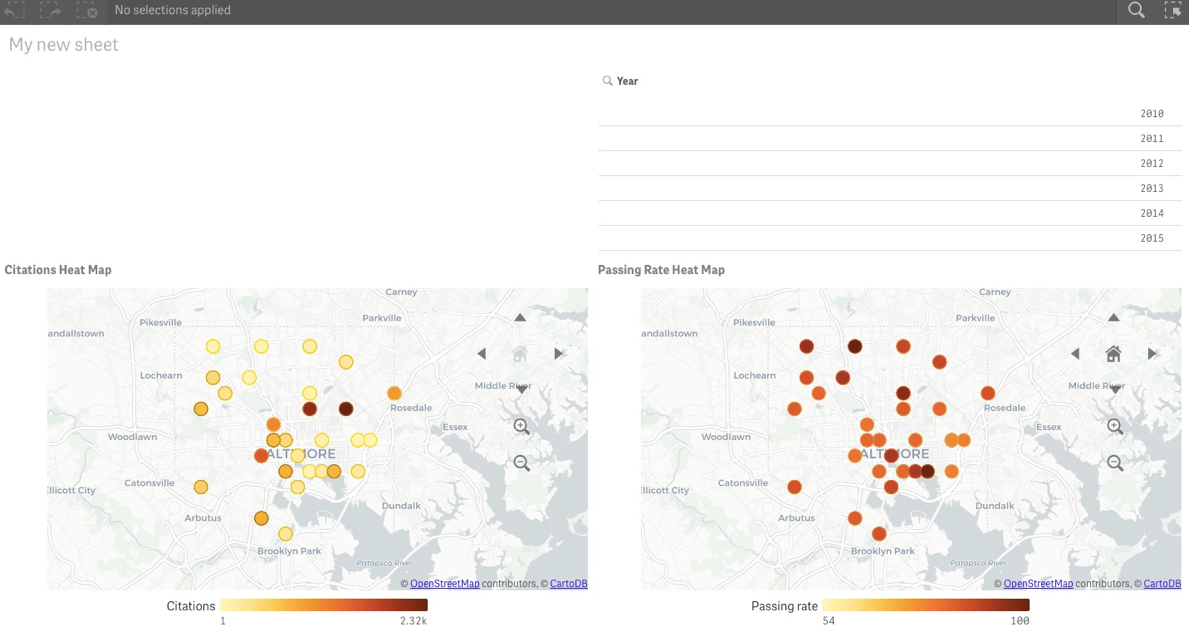 No selections applied
My new sheet
Year
2010
2011
2012
2013
2014
2015
Citations Heat Map
Passing Rate Heat Map
Carney
Pikesville
Parkville
andallstown
Lochearn
Middle River
Rosedale
Essex
Woodlawn
ALTIMORE
Catonsville
llicott City
Dundalk
Arbutus
Brooklyn Park
Patapsco River
© OpenStreetMap contributors, © CartoDB
Citations
1
2.32k
Carney
Pikesville
Parkville
andallstown
Lochearn
Middle River
Rosedale
Essex
Woodlawn
ALTIMORE
Catonsville
llicott City
Dundalk
Arbutus
Brooklyn Park
Patapsco River
© OpenStreetMap contributors, © CartoDB
Passing rate
54
100